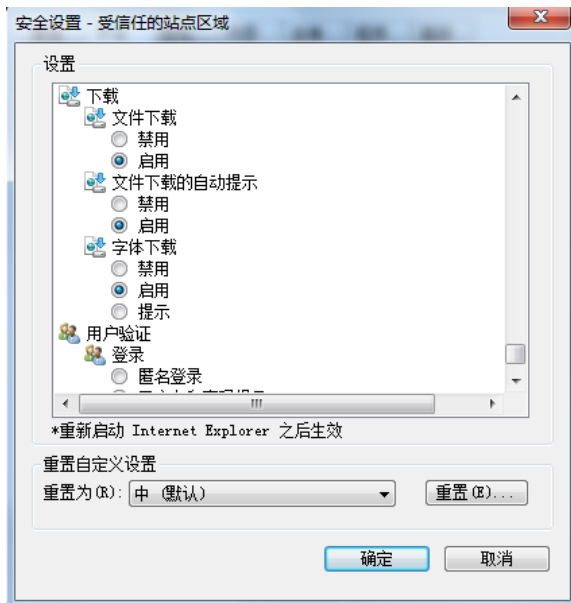 安全设置 - 受信任的站点区域
设置
下载
文件下载
禁用
启用
文件下载的自动提示
禁用
启用
字体下载
禁用
启用
提示
用户验证
登录
匿名登录
*重新启动 Internet Explorer 之后生效
重置自定义设置
重置为(R): 中 (默认) 重置(E)...
确定 取消